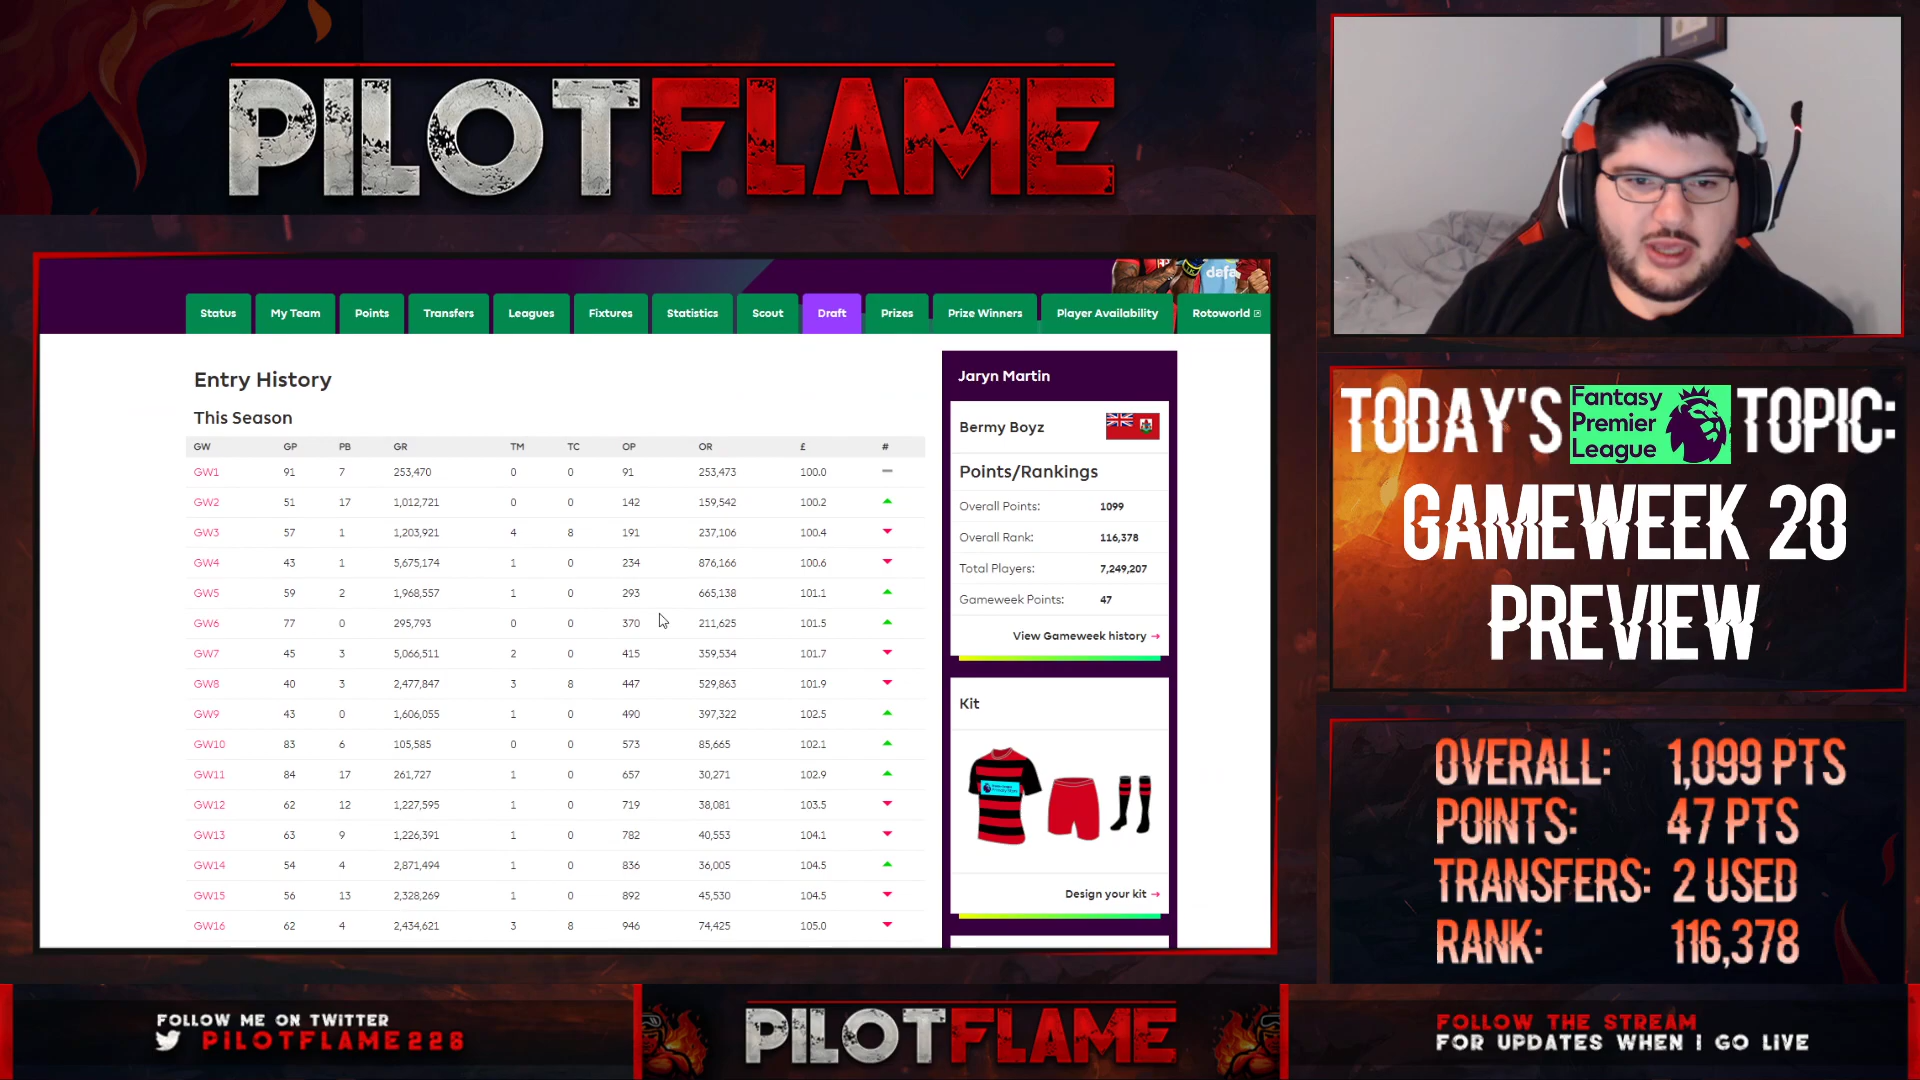 PILOTFLAME
dafa
Status My Team Points Transfers Leagues Fixtures Statistics Scout Draft Prizes Prize Winners Player Availability Rotoworld
Entry History
This Season
GW GP PB GR TM TC OP OR £ #
GW1 91 7 253,470 0 0 91 253,473 100.0
GW2 51 17 1,012,721 0 0 142 159,542 100.2
GW3 57 1 1,203,921 4 8 191 237,106 100.4
GW4 43 1 5,675,174 1 0 234 876,166 100.6
GW5 59 2 1,968,557 1 0 293 665,138 101.1
GW6 77 0 295,793 0 0 370 211,625 101.5
GW7 45 3 5,066,511 2 0 415 359,534 101.7
GW8 40 3 2,477,847 3 8 447 529,863 101.9
GW9 43 0 1,606,055 1 0 490 397,322 102.5
GW10 83 6 105,585 0 0 573 85,665 102.1
GW11 84 17 261,727 1 0 657 30,271 102.9
GW12 62 12 1,227,595 1 0 719 38,081 103.5
GW13 63 9 1,226,391 1 0 782 40,553 104.1
GW14 54 4 2,871,494 1 0 836 36,005 104.5
GW15 56 13 2,328,269 1 0 892 45,530 104.5
GW16 62 4 2,434,621 3 8 946 74,425 105.0
Jaryn Martin
Bermy Boyz
Points/Rankings
Overall Points: 1099
Overall Rank: 116,378
Total Players: 7,249,207
Gameweek Points: 47
View Gameweek history
Kit
Design your kit
TODAY'S Fantasy Premier League TOPIC:
GAMEWEEK 20
PREVIEW
OVERALL: 1,099 PTS
POINTS: 47 PTS
TRANSFERS: 2 USED
RANK: 116,378
FOLLOW ME ON TWITTER
PILOTFLAME226
PILOTFLAME
FOLLOW THE STREAM
FOR UPDATES WHEN I GO LIVE